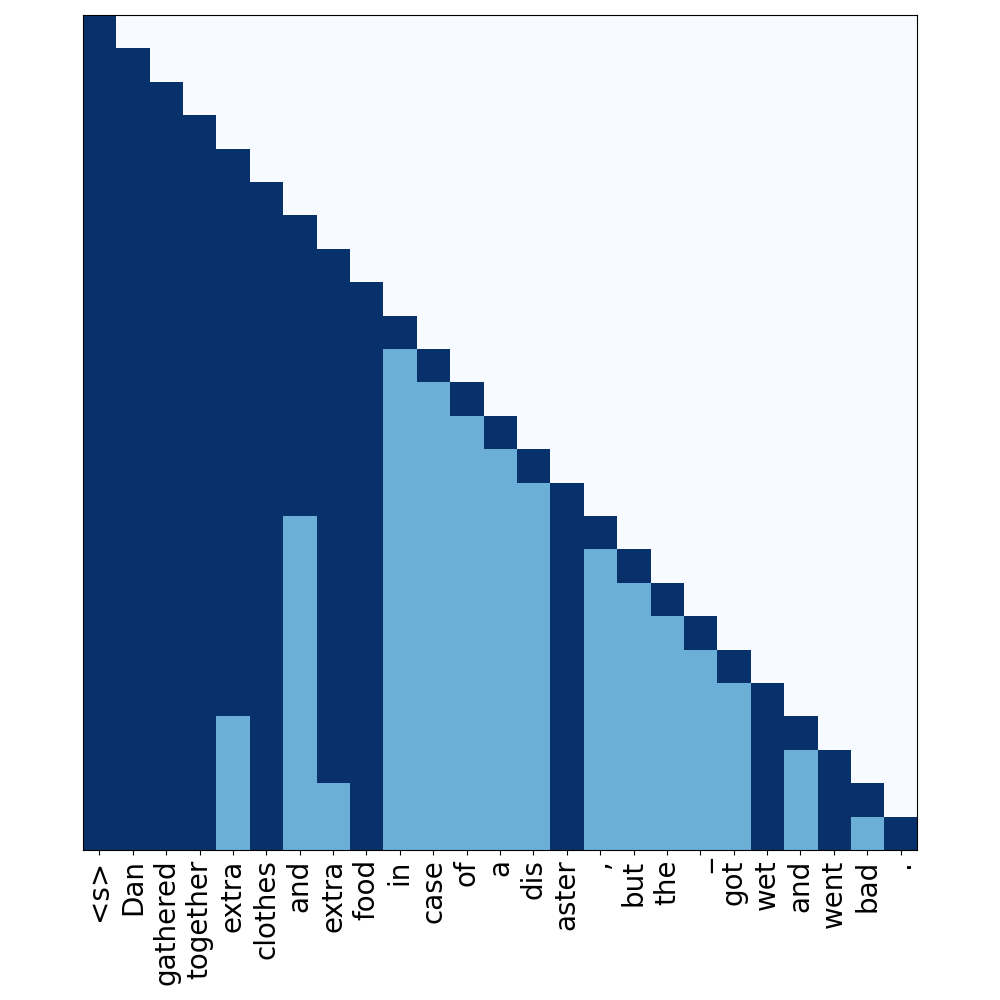 <s> Dan gathered together extra clothes and extra food in case of a dis aster , but the _ got wet and went bad .